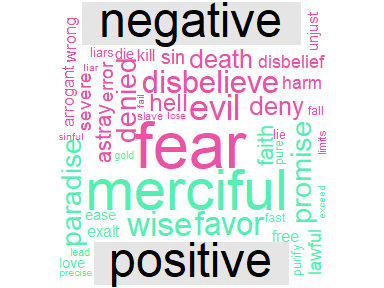 negative
wrong
liars die kill sin death disbelief unjust
liar
arrogant severe astray error denied disbelieve harm
fail hell evil deny fall
slave lose
sinful
gold fear faith pure lie limits
paradise merciful promise exceed
ease exalt wise favor fast
free lawful
lead love precise purify
positive